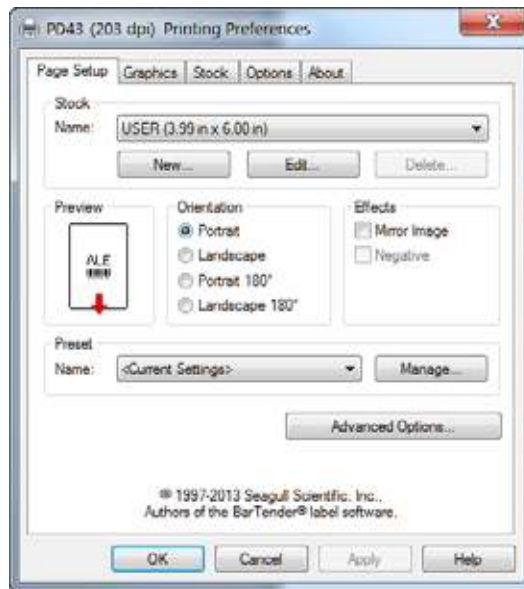 PD43 (203 dpi) Printing Preferences
Page Setup Graphics Stock Options About
Stock
Name: USER (3.99 in x 6.00 in)
New... Edit... Delete...
Preview
ALE
Orientation
Portrait
Landscape
Portrait 180°
Landscape 180°
Effects
Mirror Image
Negative
Preset
Name: <Current Settings> Manage...
Advanced Options...
® 1997-2013 Seagull Scientific, Inc.,
Authors of the BarTender® label software.
OK Cancel Apply Help